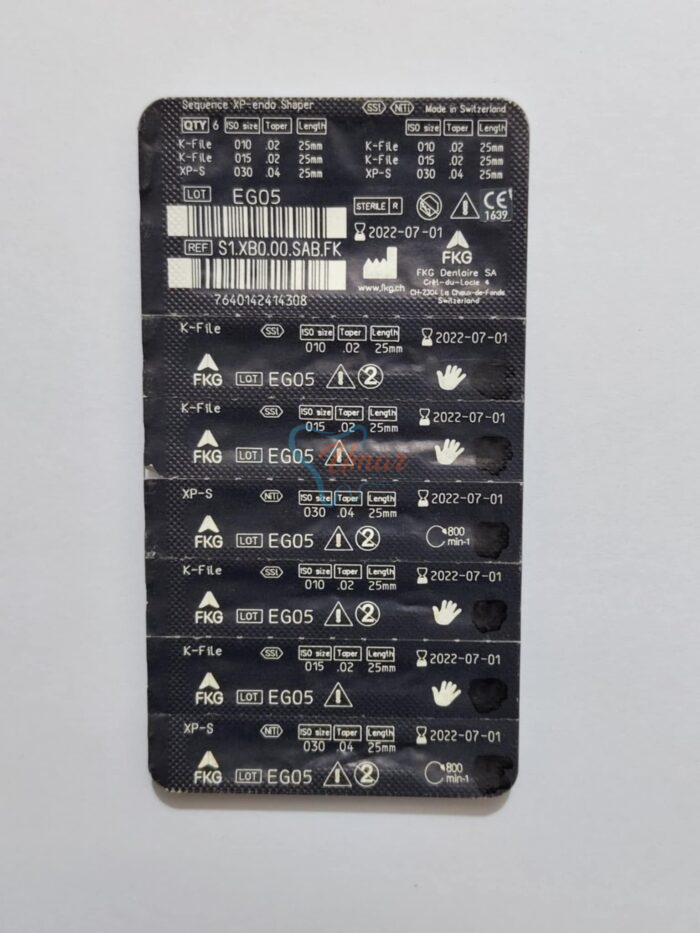 Sequence XP-endo Shaper SSt NiTi Made in Switzerland
QTY 6 ISO size Taper Length ISO size Taper Length
K-File 010 .02 25mm K-File 010 .02 25mm
K-File 015 .02 25mm K-File 015 .02 25mm
XP-S 030 .04 25mm XP-S 030 .04 25mm
LOT EG05 STERILE R CE
1639
2022-07-01
REF S1.XB0.00.SAB.FK FKG
www.fkg.ch FKG Dentaire SA
Crêt-du-Locle 4
CH-2304 La Chaux-de-Fonds
Switzerland
7640142414308
K-File SSt ISO size Taper Length 2022-07-01
010 .02 25mm
FKG LOT EG05 2
K-File SSt ISO size Taper Length 2022-07-01
015 .02 25mm
FKG LOT EG05
Umar
XP-S NiTi ISO size Taper Length 2022-07-01
030 .04 25mm
FKG LOT EG05 2 800
min-1
K-File SSt ISO size Taper Length 2022-07-01
010 .02 25mm
FKG LOT EG05 2
K-File SSt ISO size Taper Length 2022-07-01
015 .02 25mm
FKG LOT EG05
XP-S NiTi ISO size Taper Length 2022-07-01
030 .04 25mm
FKG LOT EG05 2 800
min-1